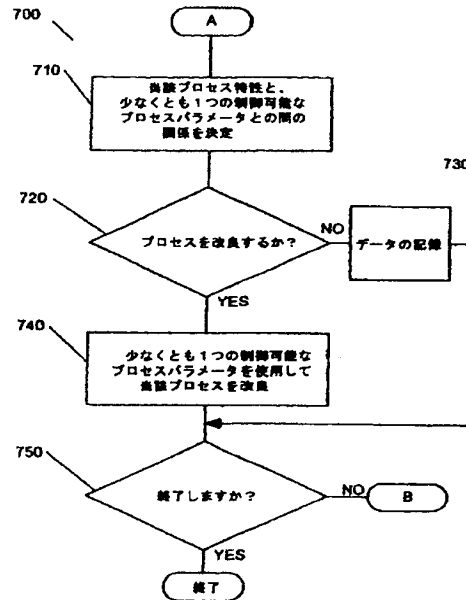 700
A
710
当該プロセス特性と、
少なくとも1つの制御可能な
プロセスパラメータとの間の
関係を決定
720
プロセスを改良するか？
NO
730
データの記録
YES
740
少なくとも1つの制御可能な
プロセスパラメータを使用して
当該プロセスを改良
750
終了しますか？
NO
B
YES
終了